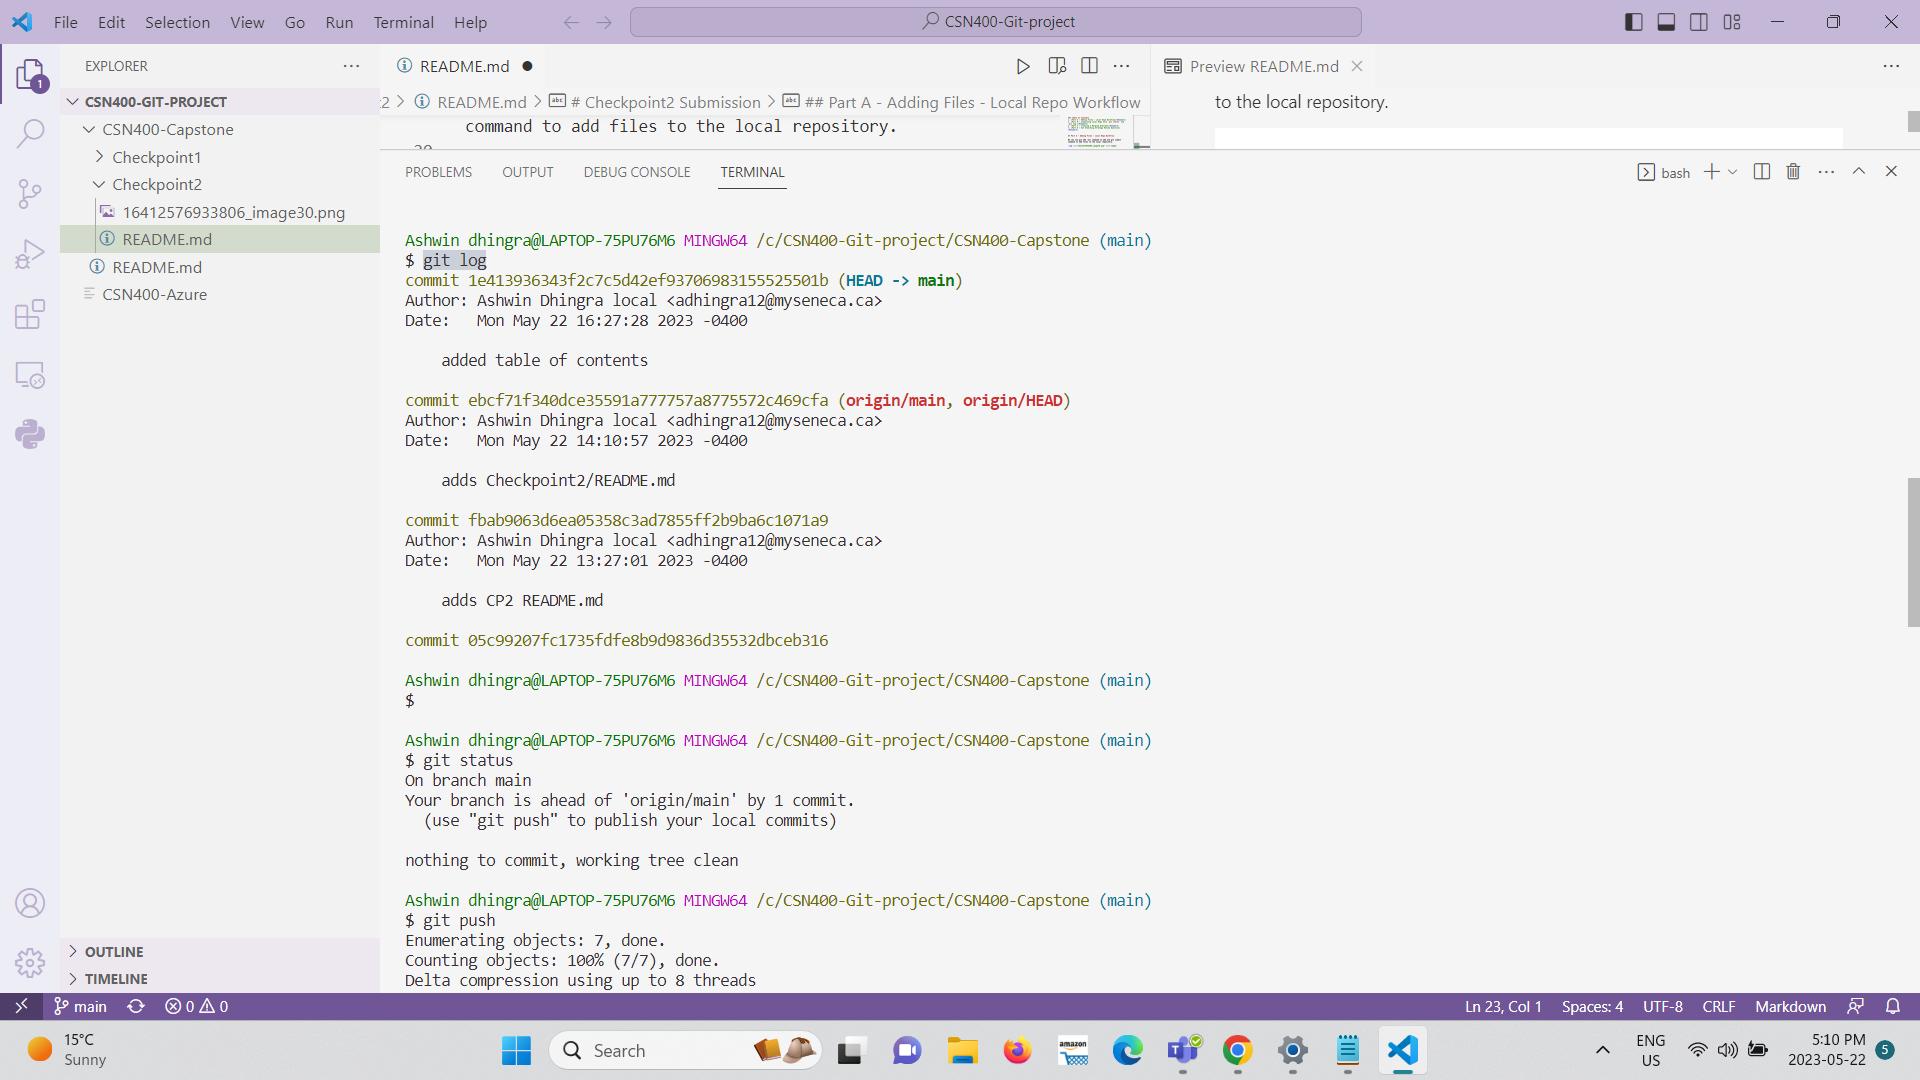 File Edit Selection View Go Run Terminal Help
CSN400-Git-project
EXPLORER
README.md
Preview README.md
1
CSN400-GIT-PROJECT
CSN400-Capstone
Checkpoint1
Checkpoint2
16412576933806_image30.png
README.md
README.md
CSN400-Azure
OUTLINE
TIMELINE
README.md > # Checkpoint2 Submission > ## Part A - Adding Files - Local Repo Workflow
command to add files to the local repository.
to the local repository.
PROBLEMS OUTPUT DEBUG CONSOLE TERMINAL
bash
Ashwin dhingra@LAPTOP-75PU76M6 MINGW64 /c/CSN400-Git-project/CSN400-Capstone (main)
$ git log
commit 1e413936343f2c7c5d42ef93706983155525501b (HEAD -> main)
Author: Ashwin Dhingra local <adhingra12@myseneca.ca>
Date:   Mon May 22 16:27:28 2023 -0400
added table of contents
commit ebcf71f340dce35591a777757a8775572c469cfa (origin/main, origin/HEAD)
Author: Ashwin Dhingra local <adhingra12@myseneca.ca>
Date:   Mon May 22 14:10:57 2023 -0400
adds Checkpoint2/README.md
commit fbab9063d6ea05358c3ad7855ff2b9ba6c1071a9
Author: Ashwin Dhingra local <adhingra12@myseneca.ca>
Date:   Mon May 22 13:27:01 2023 -0400
adds CP2 README.md
commit 05c99207fc1735fdfe8b9d9836d35532dbceb316
Ashwin dhingra@LAPTOP-75PU76M6 MINGW64 /c/CSN400-Git-project/CSN400-Capstone (main)
$
Ashwin dhingra@LAPTOP-75PU76M6 MINGW64 /c/CSN400-Git-project/CSN400-Capstone (main)
$ git status
On branch main
Your branch is ahead of 'origin/main' by 1 commit.
(use "git push" to publish your local commits)
nothing to commit, working tree clean
Ashwin dhingra@LAPTOP-75PU76M6 MINGW64 /c/CSN400-Git-project/CSN400-Capstone (main)
$ git push
Enumerating objects: 7, done.
Counting objects: 100% (7/7), done.
Delta compression using up to 8 threads
main 0 0
Ln 23, Col 1 Spaces: 4 UTF-8 CRLF Markdown
15°C
Sunny
Search
amazon
ENG
US
5:10 PM
2023-05-22
5